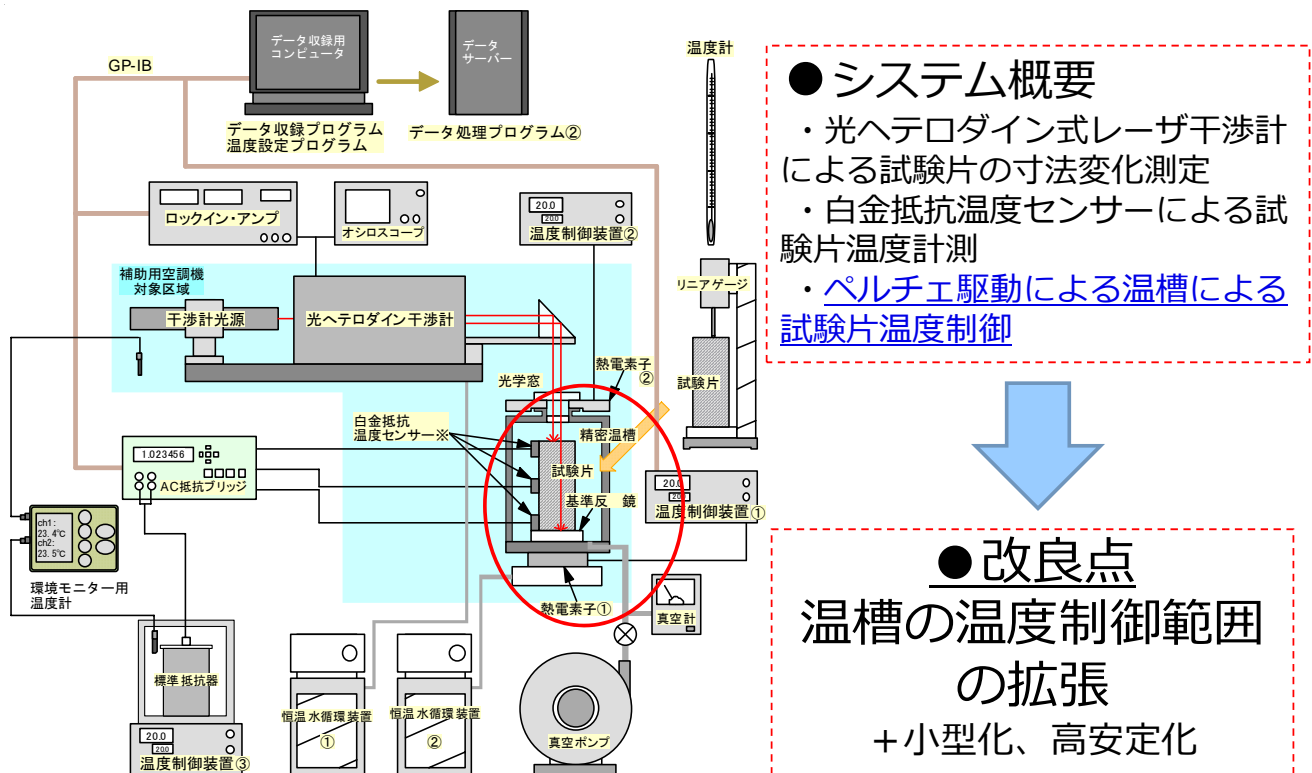 データ収録用
コンピュータ
データ
サーバー
GP-IB
データ収録プログラム
温度設定プログラム
データ処理プログラム②
温度計
ロックイン・アンプ
オシロスコープ
20.0
20.0
温度制御装置②
リニアゲージ
試験片
補助用空調機
対象区域
干渉計光源
光ヘテロダイン干渉計
光学窓
熱電素子
②
白金抵抗
温度センサー※
精密温槽
試験片
基準反 鏡
熱電素子①
1.023456
AC抵抗ブリッジ
20.0
20.0
温度制御装置①
ch1:
23.4℃
ch2:
23.5℃
環境モニター用
温度計
真空計
標準抵抗器
20.0
20.0
温度制御装置③
恒温水循環装置
①
恒温水循環装置
②
真空ポンプ
●システム概要
・光ヘテロダイン式レーザ干渉計
による試験片の寸法変化測定
・白金抵抗温度センサーによる試
験片温度計測
・ペルチェ駆動による温槽による
試験片温度制御
●改良点
温槽の温度制御範囲
の拡張
+小型化、高安定化